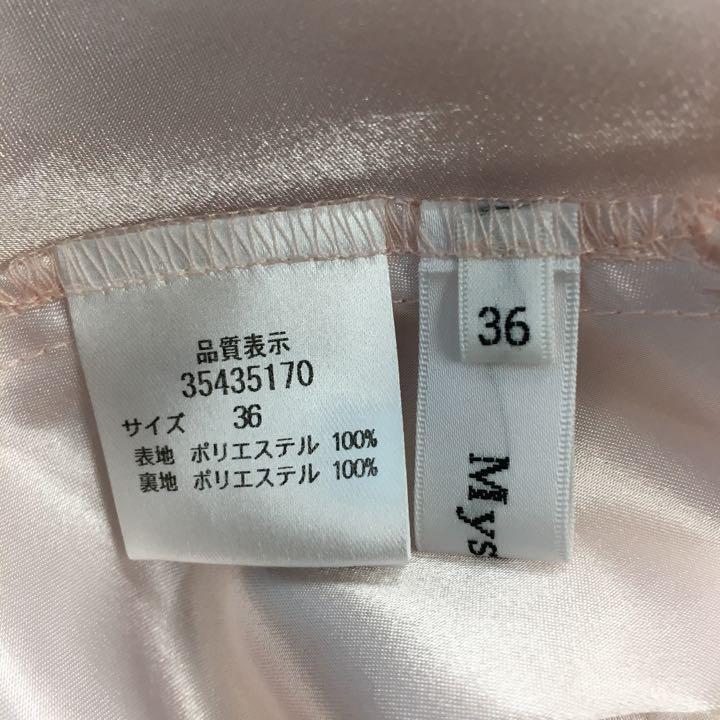 品質表示
35435170
サイズ 36
表地 ポリエステル 100%
裏地 ポリエステル 100%
36
Mys